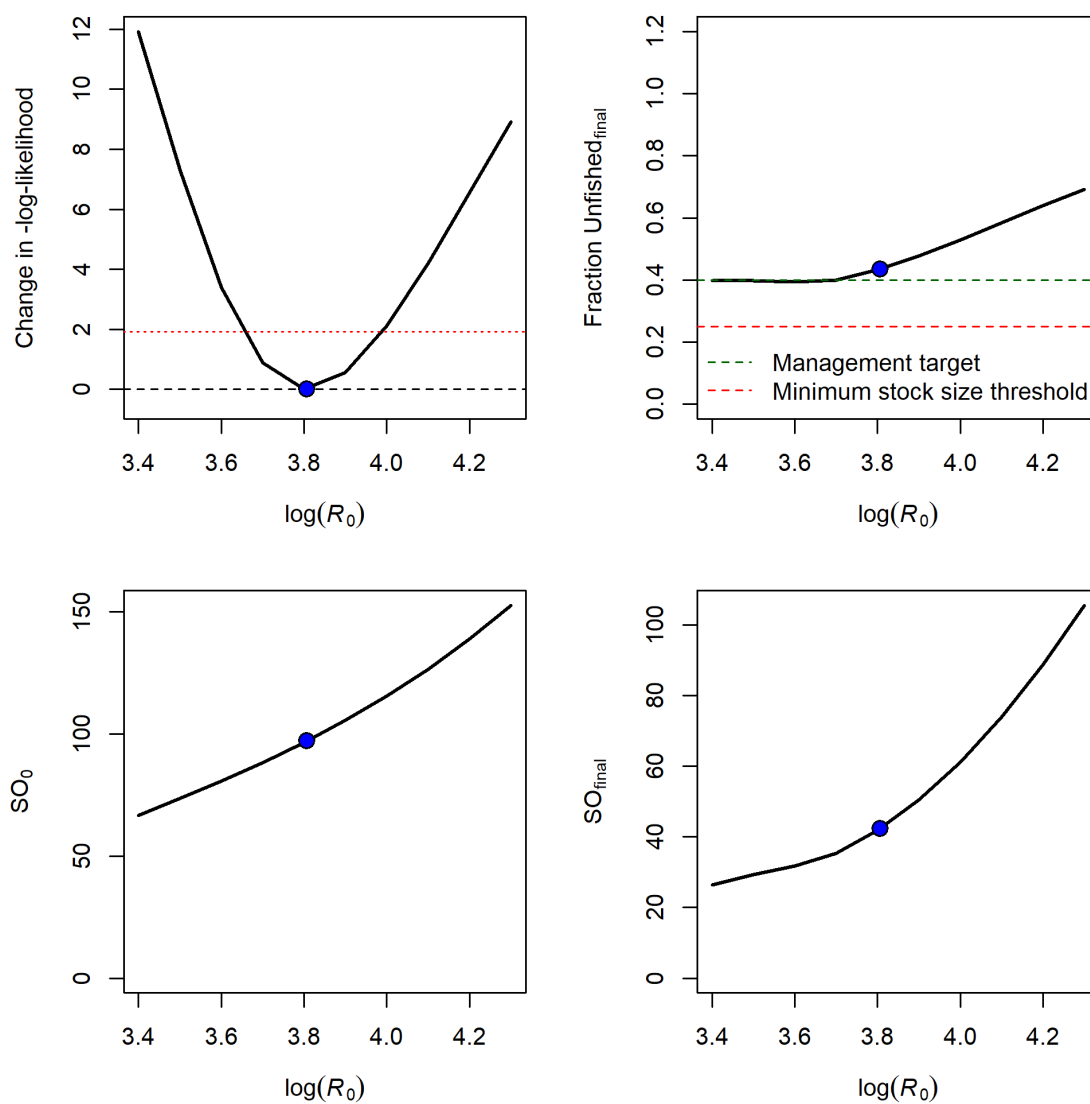 Change in -log-likelihood
12
10
8
6
4
2
0
3.4 3.6 3.8 4.0 4.2
log(R0)
Fraction Unfishedfinal
1.2
1.0
0.8
0.6
0.4
0.2
0.0
Management target
Minimum stock size threshold
3.4 3.6 3.8 4.0 4.2
log(R0)
SO0
150
100
50
0
3.4 3.6 3.8 4.0 4.2
log(R0)
SOfinal
100
80
60
40
20
0
3.4 3.6 3.8 4.0 4.2
log(R0)